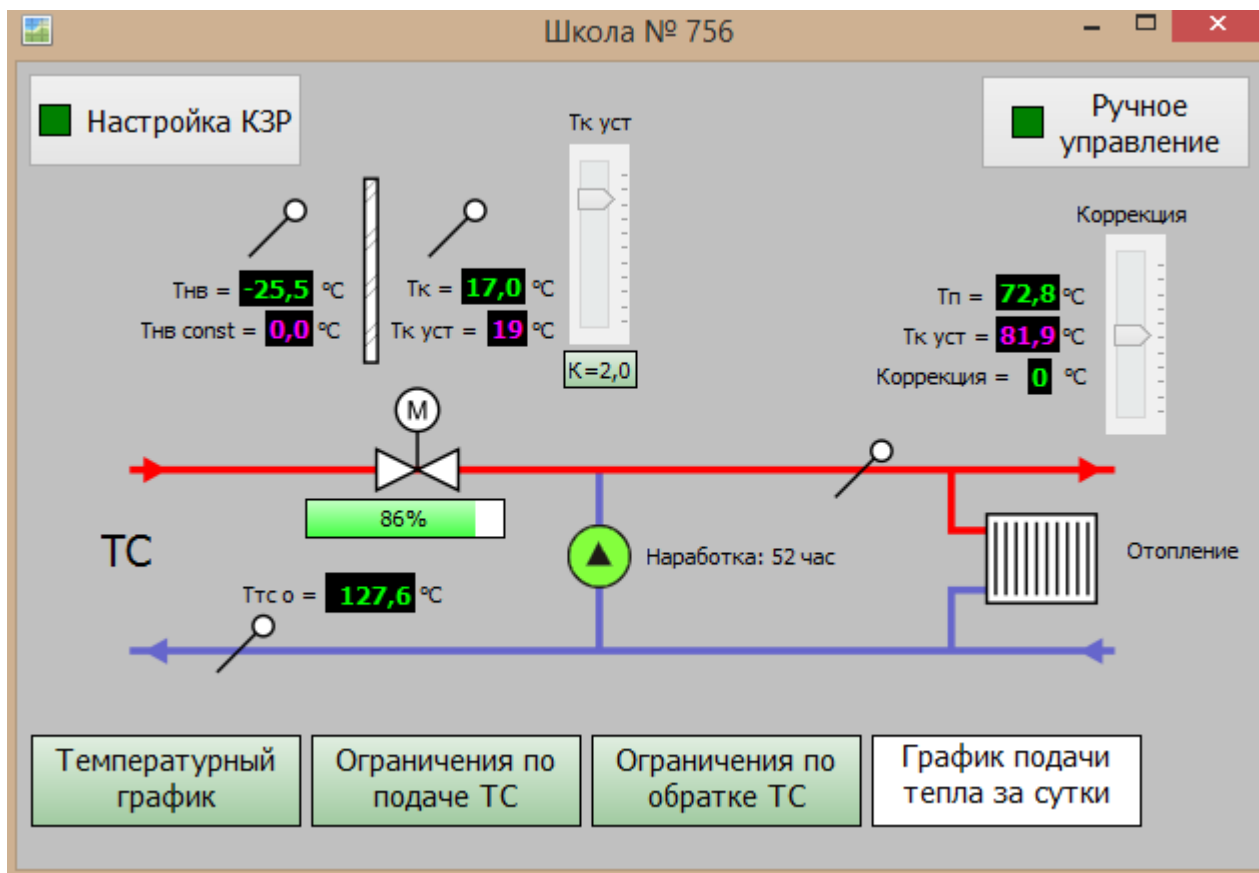 Школа № 756
Настройка КЗР
Тк уст
Ручное
управление
Коррекция
Тнв = -25,5 °C
Тк = 17,0 °C
Тп = 72,8 °C
Тнв const = 0,0 °C
Тк уст = 19 °C
Тк уст = 81,9 °C
К=2,0
Коррекция = 0 °C
М
86%
ТС
Наработка: 52 час
Отопление
Ттс о = 127,6 °C
Температурный
график
Ограничения по
подаче ТС
Ограничения по
обратке ТС
График подачи
тепла за сутки